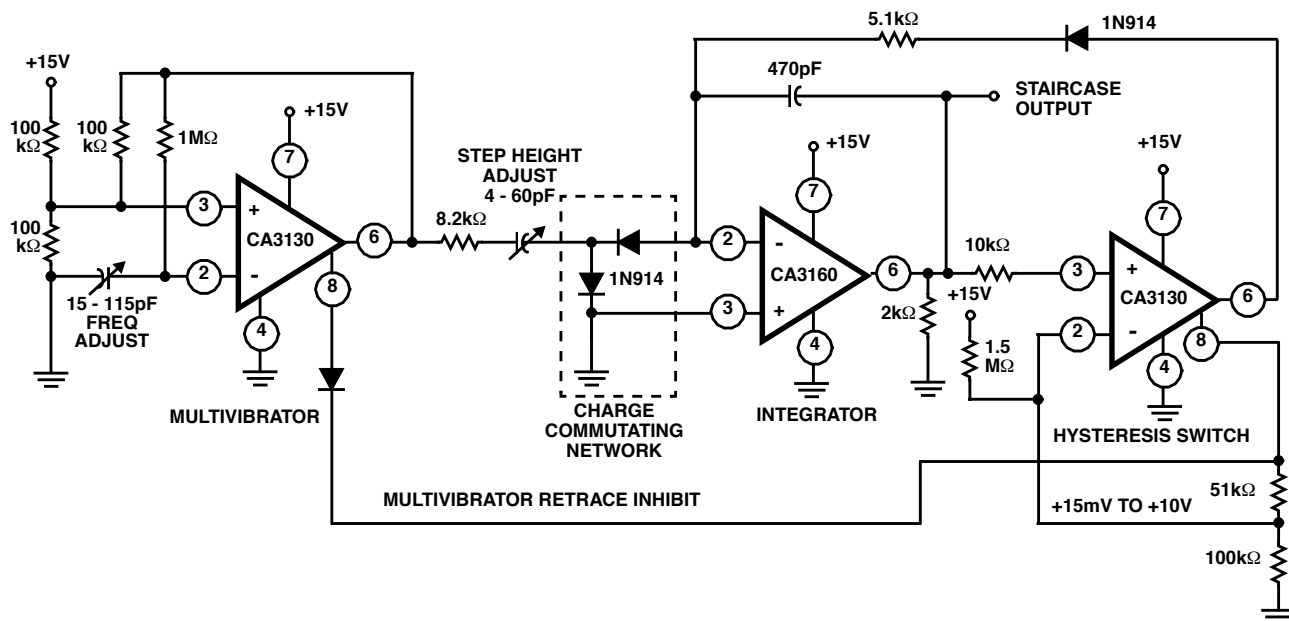 +15V
100
kΩ
100
kΩ
1MΩ
+15V
7
3
+
CA3130
6
100
kΩ
2
-
8
15 - 115pF
FREQ
ADJUST
4
MULTIVIBRATOR
STEP HEIGHT
ADJUST
4 - 60pF
8.2kΩ
1N914
CHARGE
COMMUTATING
NETWORK
5.1kΩ
1N914
470pF
STAIRCASE
OUTPUT
+15V
7
2
-
CA3160
6
3
+
4
INTEGRATOR
10kΩ
+15V
2kΩ
1.5
MΩ
+15V
7
3
+
CA3130
6
2
-
8
4
HYSTERESIS SWITCH
MULTIVIBRATOR RETRACE INHIBIT
+15mV TO +10V
51kΩ
100kΩ